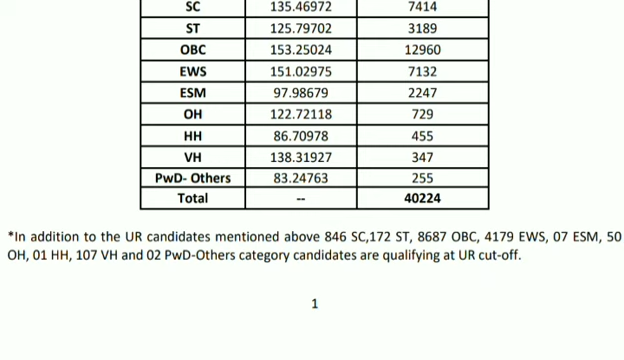 SC 135.46972 7414
ST 125.79702 3189
OBC 153.25024 12960
EWS 151.02975 7132
ESM 97.98679 2247
OH 122.72118 729
HH 86.70978 455
VH 138.31927 347
PwD- Others 83.24763 255
Total -- 40224
*In addition to the UR candidates mentioned above 846 SC,172 ST, 8687 OBC, 4179 EWS, 07 ESM, 50
OH, 01 HH, 107 VH and 02 PwD-Others category candidates are qualifying at UR cut-off.
1